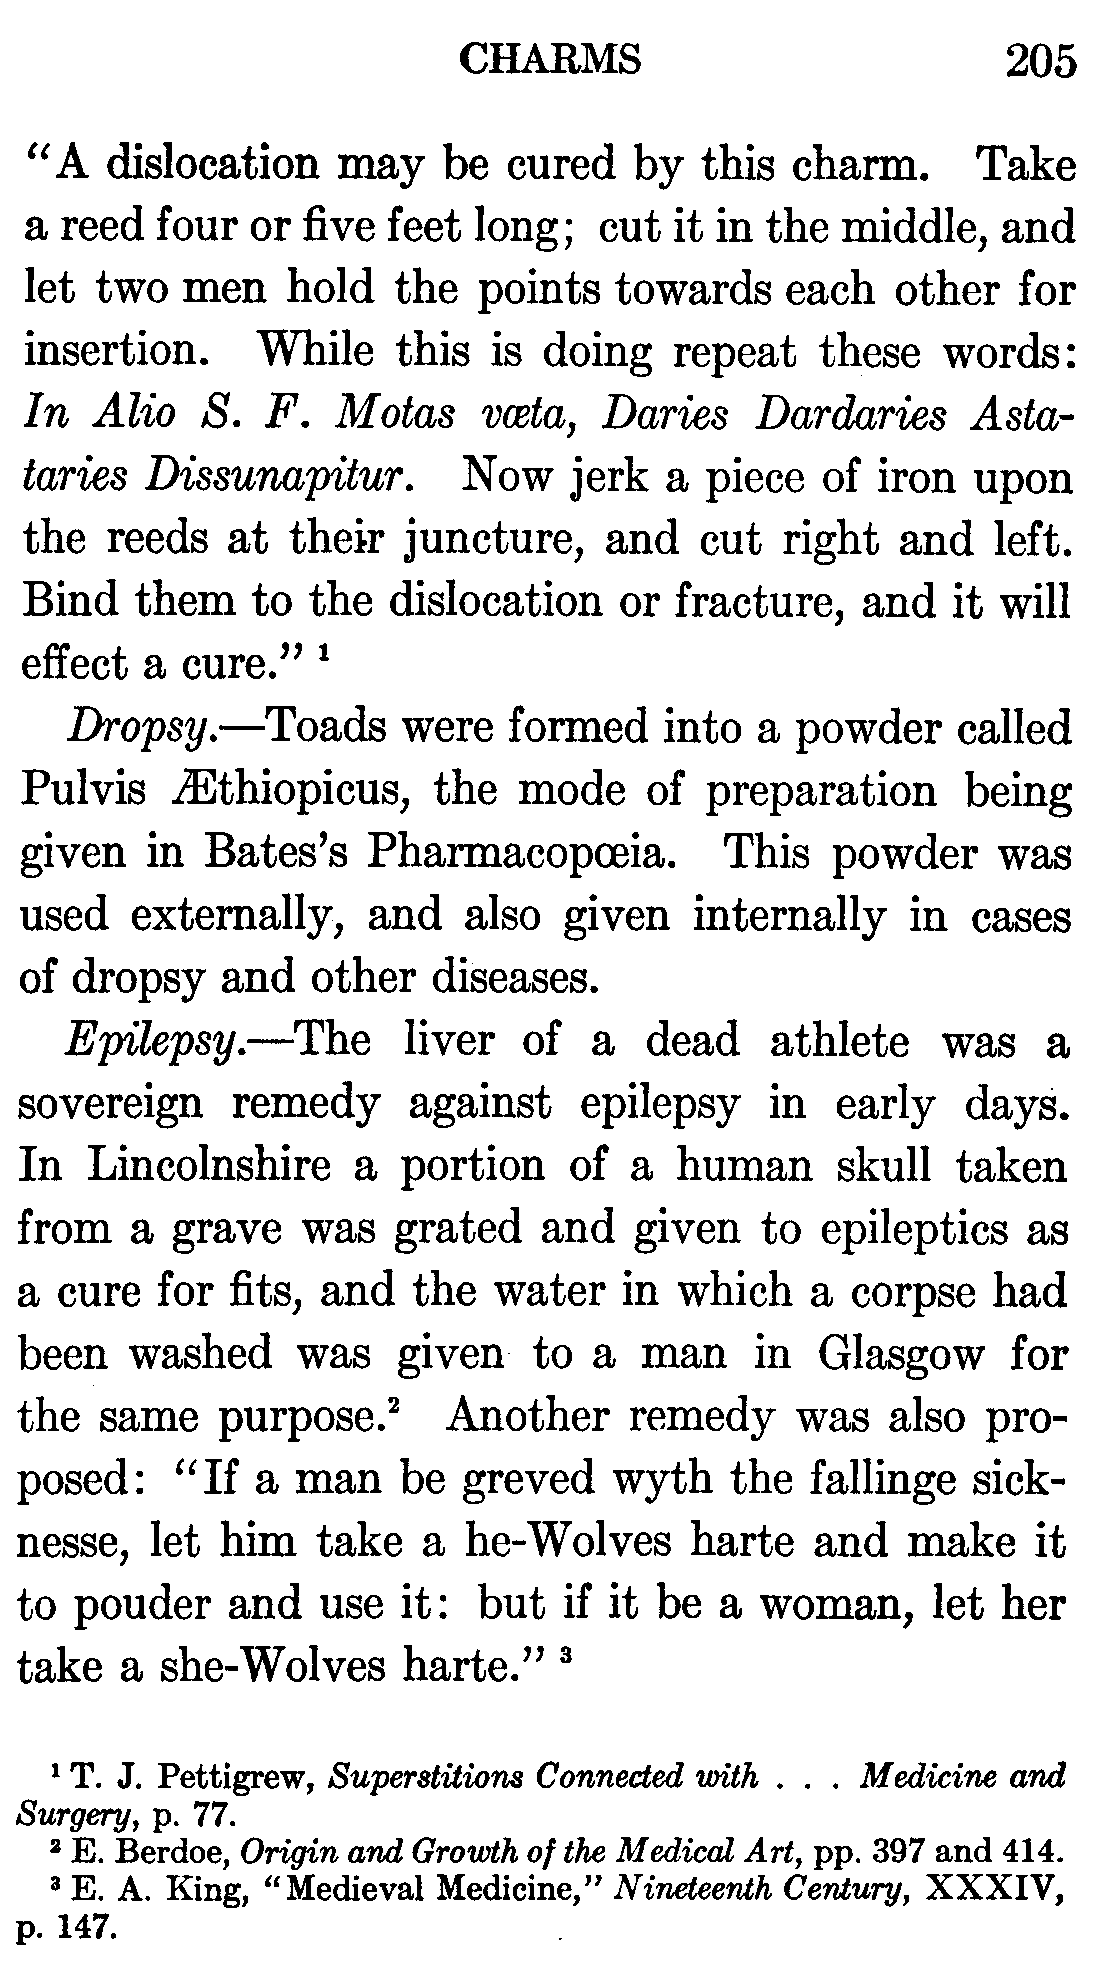 CHARMS 205
“A dislocation may be cured by this charm. Take
a reed four or five feet long; cut it in the middle, and
let two men hold the points towards each other for
insertion. While this is doing repeat these words:
In Alio S. F. Motas vœta, Daries Dardaries Asta-
taries Dissunapitur. Now jerk a piece of iron upon
the reeds at their juncture, and cut right and left.
Bind them to the dislocation or fracture, and it will
effect a cure.” ¹
Dropsy.—Toads were formed into a powder called
Pulvis Æthiopicus, the mode of preparation being
given in Bates’s Pharmacopœia. This powder was
used externally, and also given internally in cases
of dropsy and other diseases.
Epilepsy.—The liver of a dead athlete was a
sovereign remedy against epilepsy in early days.
In Lincolnshire a portion of a human skull taken
from a grave was grated and given to epileptics as
a cure for fits, and the water in which a corpse had
been washed was given to a man in Glasgow for
the same purpose.² Another remedy was also pro-
posed: “If a man be greved wyth the fallinge sick-
nesse, let him take a he-Wolves harte and make it
to pouder and use it: but if it be a woman, let her
take a she-Wolves harte.” ³
¹ T. J. Pettigrew, Superstitions Connected with . . . Medicine and
Surgery, p. 77.
² E. Berdoe, Origin and Growth of the Medical Art, pp. 397 and 414.
³ E. A. King, “Medieval Medicine,” Nineteenth Century, XXXIV,
p. 147.